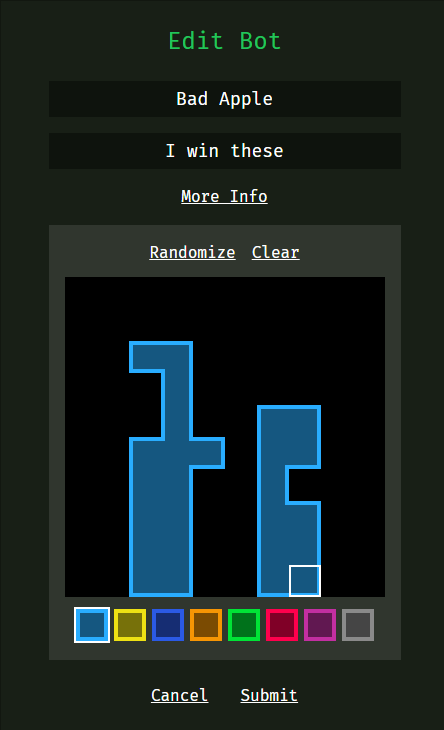 Edit Bot
Bad Apple
I win these
More Info
Randomize Clear
Cancel Submit